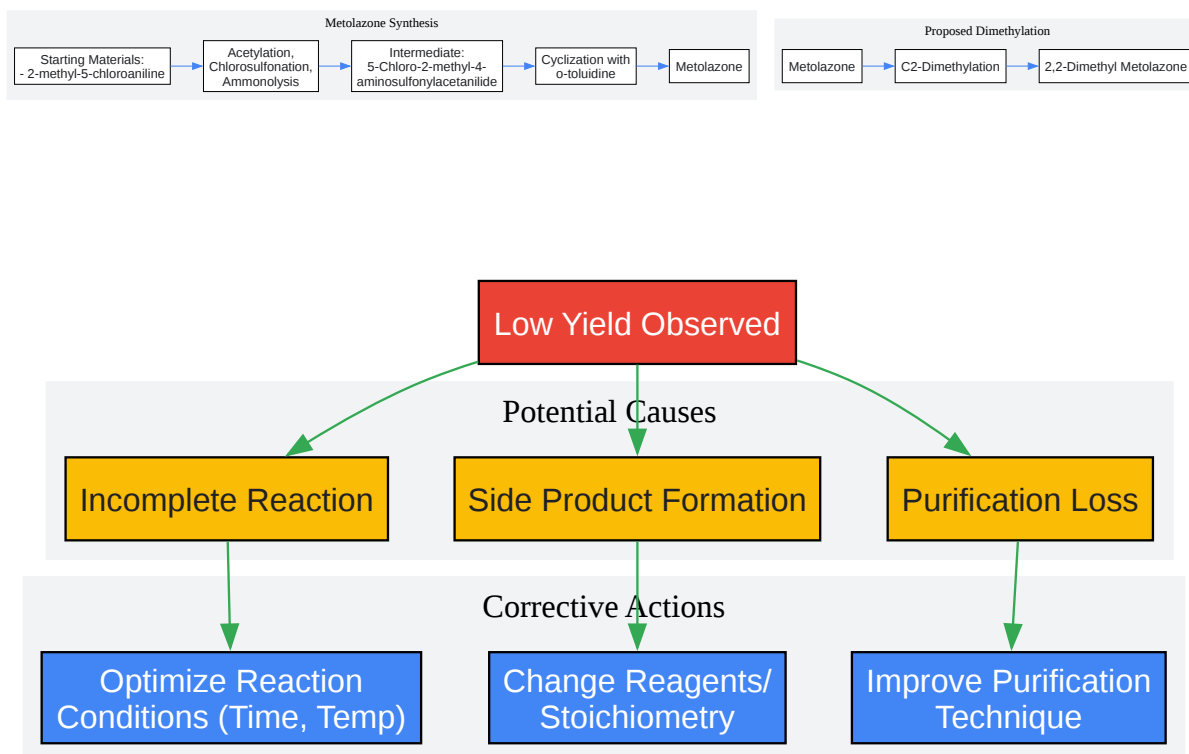 Metolazone Synthesis
Starting Materials:
- 2-methyl-5-chloroaniline
Acetylation,
Chlorosulfonation,
Ammonolysis
Intermediate:
5-Chloro-2-methyl-4-
aminosulfonylacetanilide
Cyclization with
o-toluidine
Metolazone
Proposed Dimethylation
Metolazone
C2-Dimethylation
2,2-Dimethyl Metolazone
Low Yield Observed
Potential Causes
Incomplete Reaction
Side Product Formation
Purification Loss
Corrective Actions
Optimize Reaction
Conditions (Time, Temp)
Change Reagents/
Stoichiometry
Improve Purification
Technique